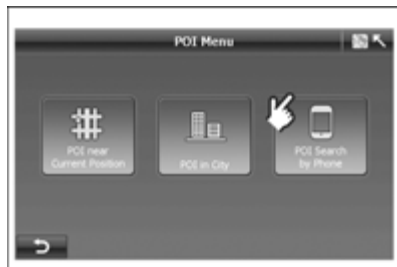 POI Menu
POI near
Current Position
POI in City
POI Search
by Phone